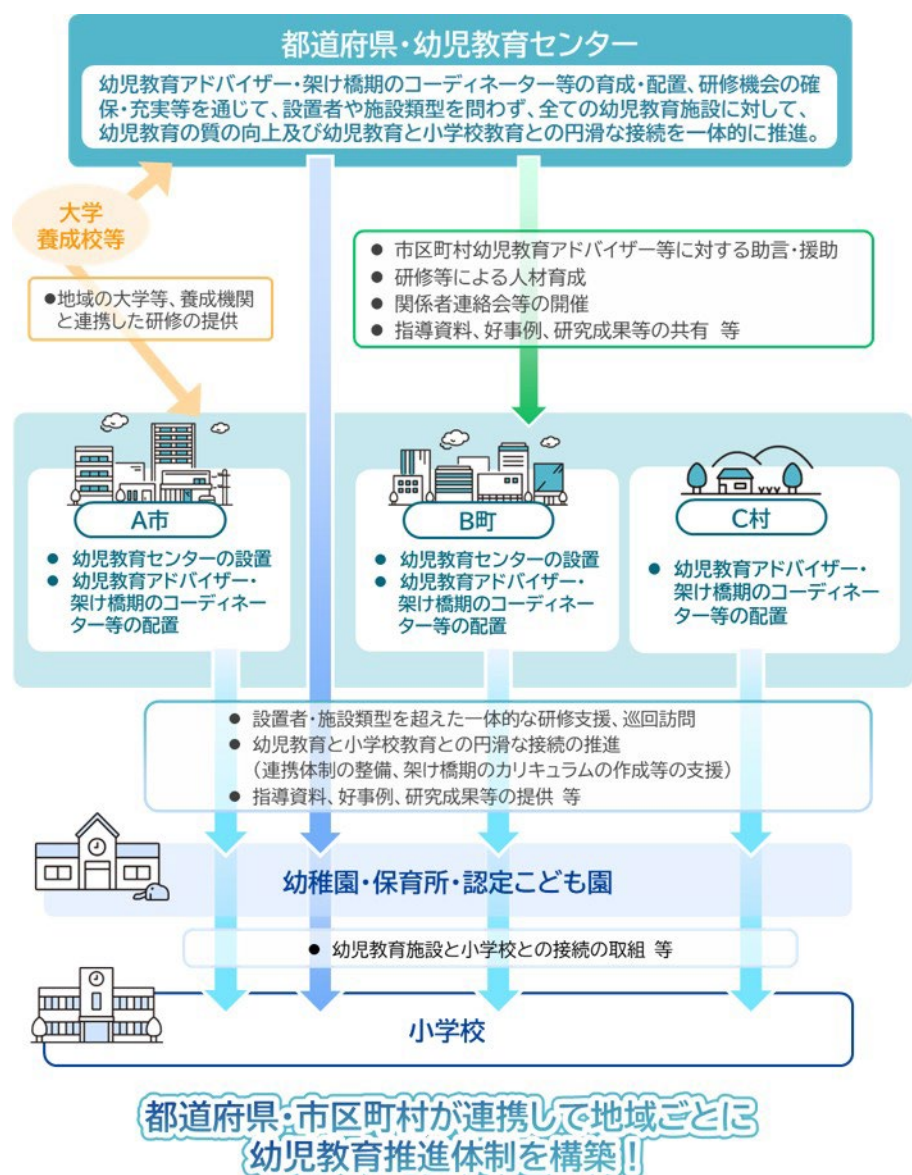 都道府県・幼児教育センター
幼児教育アドバイザー・架け橋期のコーディネーター等の育成・配置、研修機会の確
保・充実等を通じて、設置者や施設類型を問わず、全ての幼児教育施設に対して、
幼児教育の質の向上及び幼児教育と小学校教育との円滑な接続を一体的に推進。
大学
養成校等
●地域の大学等、養成機関
と連携した研修の提供
● 市区町村幼児教育アドバイザー等に対する助言・援助
● 研修等による人材育成
● 関係者連絡会等の開催
● 指導資料、好事例、研究成果等の共有 等
A市
● 幼児教育センターの設置
● 幼児教育アドバイザー・
架け橋期のコーディネー
ター等の配置
B町
● 幼児教育センターの設置
● 幼児教育アドバイザー・
架け橋期のコーディネー
ター等の配置
C村
● 幼児教育アドバイザー・
架け橋期のコーディネー
ター等の配置
● 設置者・施設類型を超えた一体的な研修支援、巡回訪問
● 幼児教育と小学校教育との円滑な接続の推進
（連携体制の整備、架け橋期のカリキュラムの作成等の支援）
● 指導資料、好事例、研究成果等の提供 等
幼稚園・保育所・認定こども園
● 幼児教育施設と小学校との接続の取組 等
小学校
都道府県・市区町村が連携して地域ごとに
幼児教育推進体制を構築！